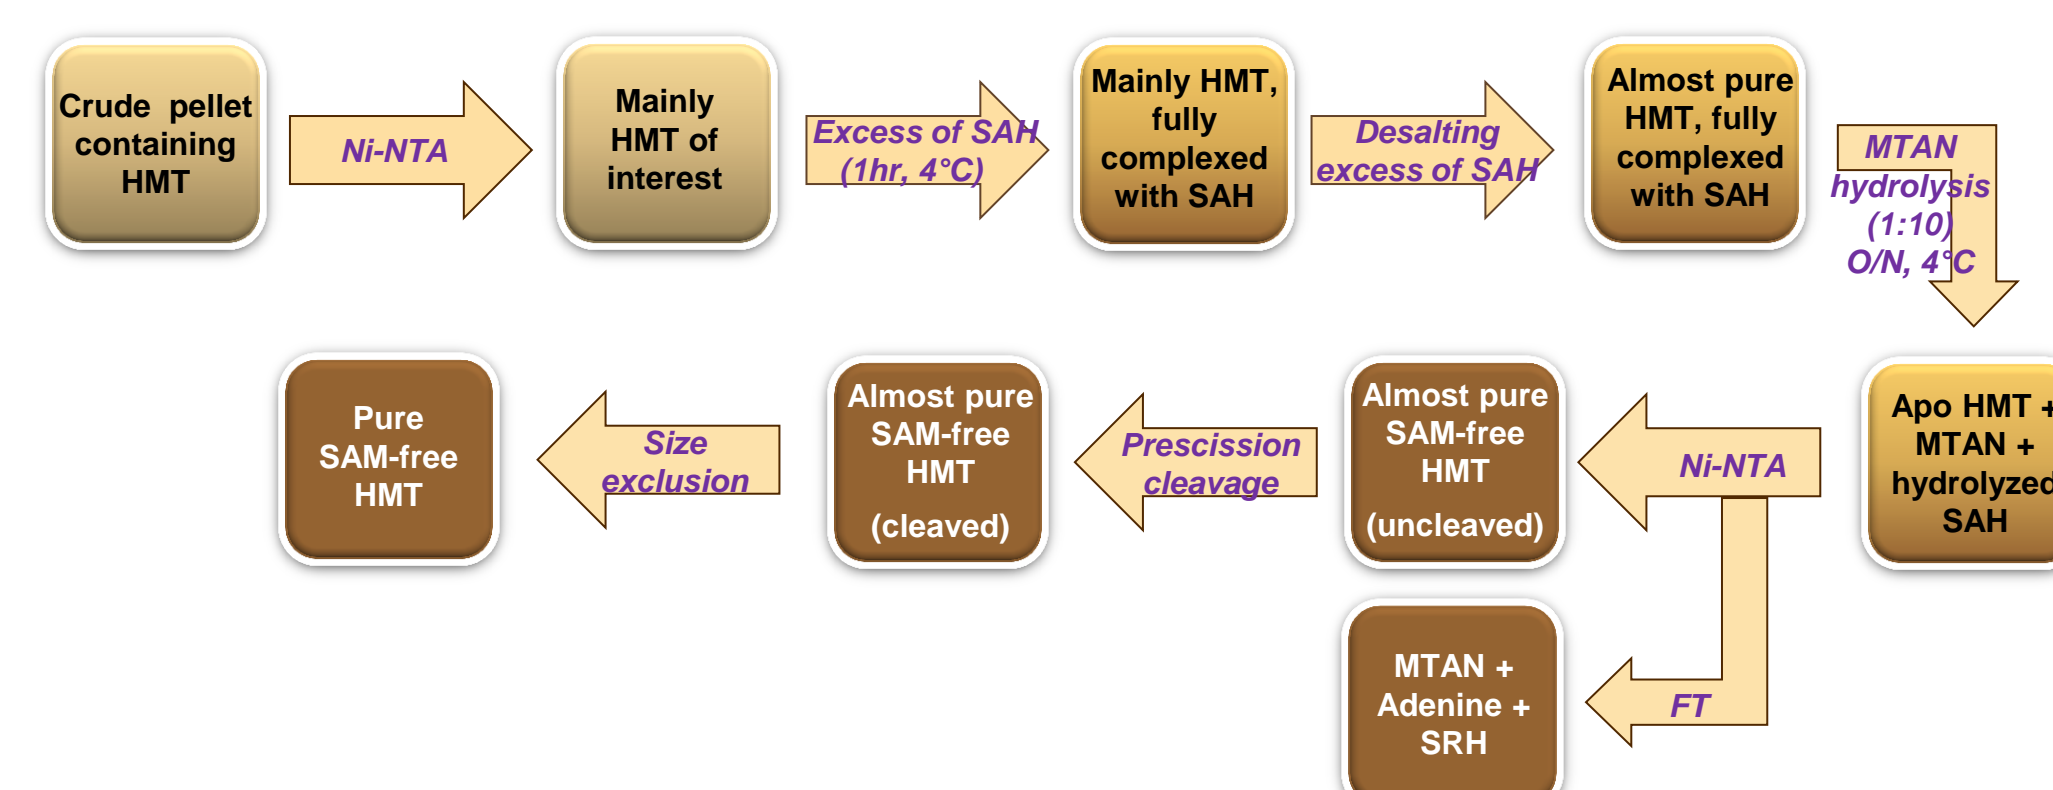 Crude pellet
containing
HMT
Ni-NTA
Mainly
HMT of
interest
Excess of SAH
(1hr, 4°C)
Mainly HMT,
fully
complexed
with SAH
Desalting
excess of SAH
Almost pure
HMT, fully
complexed
with SAH
MTAN
hydrolysis
(1:10)
O/N, 4°C
Apo HMT +
MTAN +
hydrolyzed
SAH
Ni-NTA
Almost pure
SAM-free
HMT
(uncleaved)
Prescission
cleavage
Almost pure
SAM-free
HMT
(cleaved)
Size
exclusion
Pure
SAM-free
HMT
FT
MTAN +
Adenine +
SRH